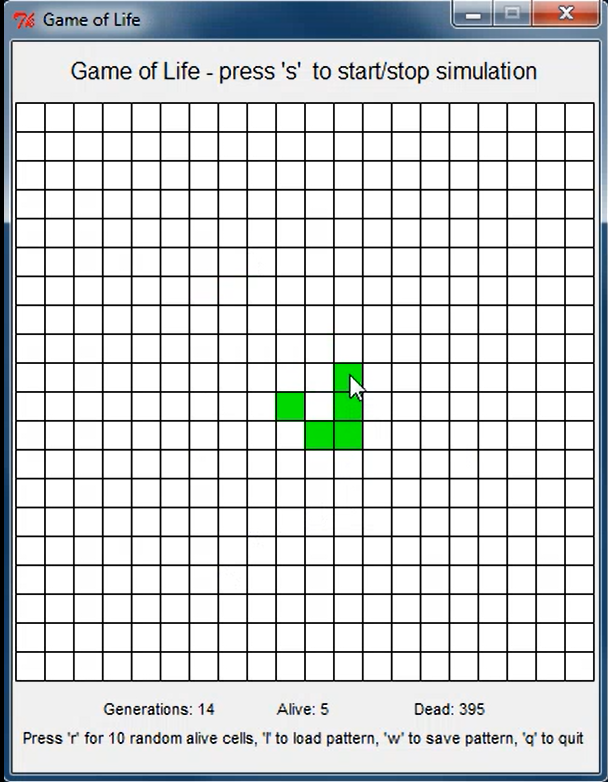 Game of Life
Game of Life - press 's' to start/stop simulation
Generations: 14 Alive: 5 Dead: 395
Press 'r' for 10 random alive cells, 'l' to load pattern, 'w' to save pattern, 'q' to quit